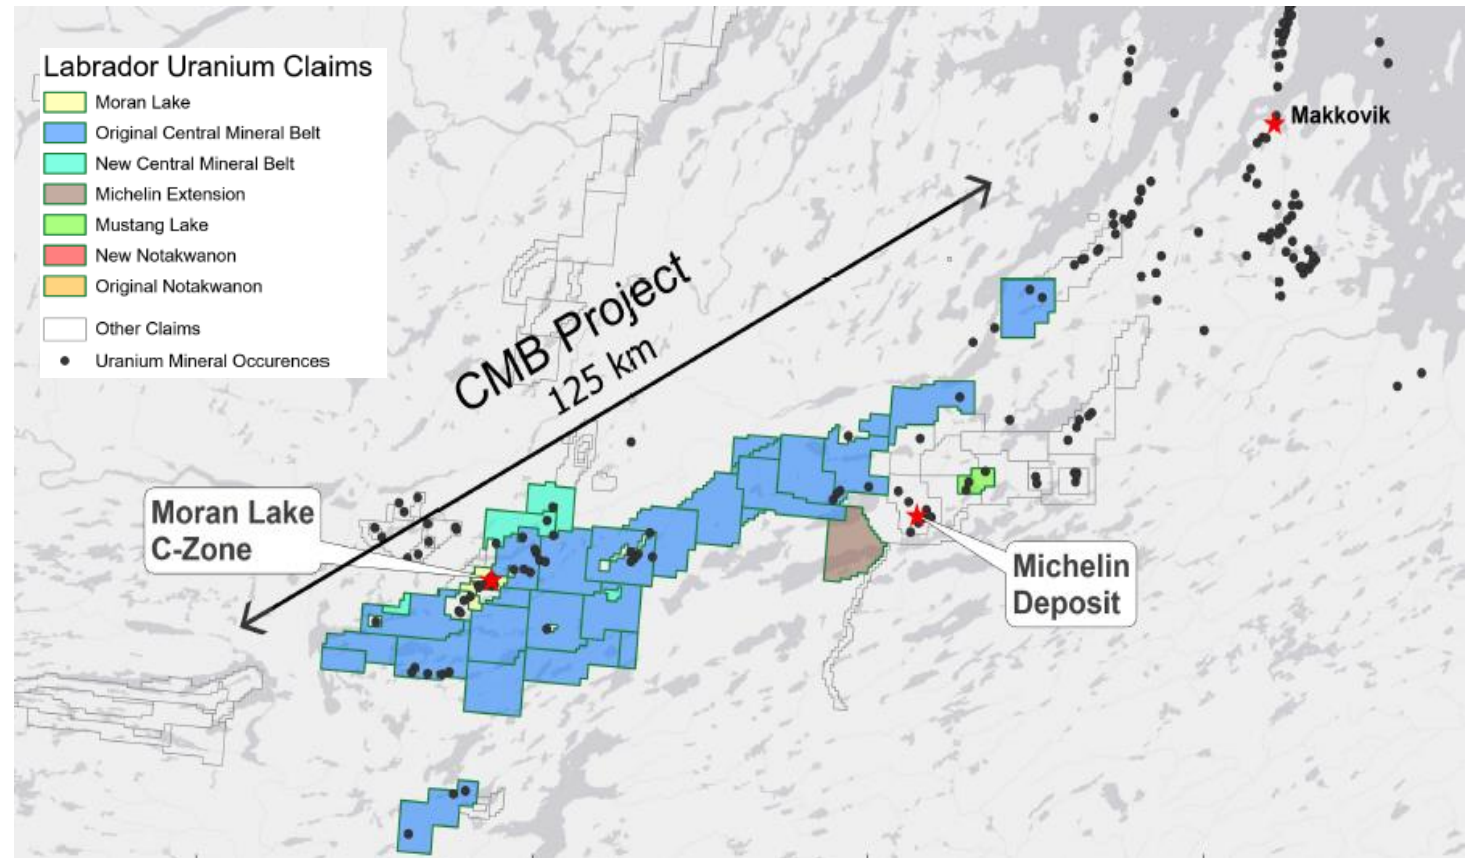 Labrador Uranium Claims
Moran Lake
Original Central Mineral Belt
New Central Mineral Belt
Michelin Extension
Mustang Lake
New Notakwanon
Original Notakwanon
Other Claims
Uranium Mineral Occurences
Makkovik
CMB Project
125 km
Moran Lake
C-Zone
Michelin
Deposit